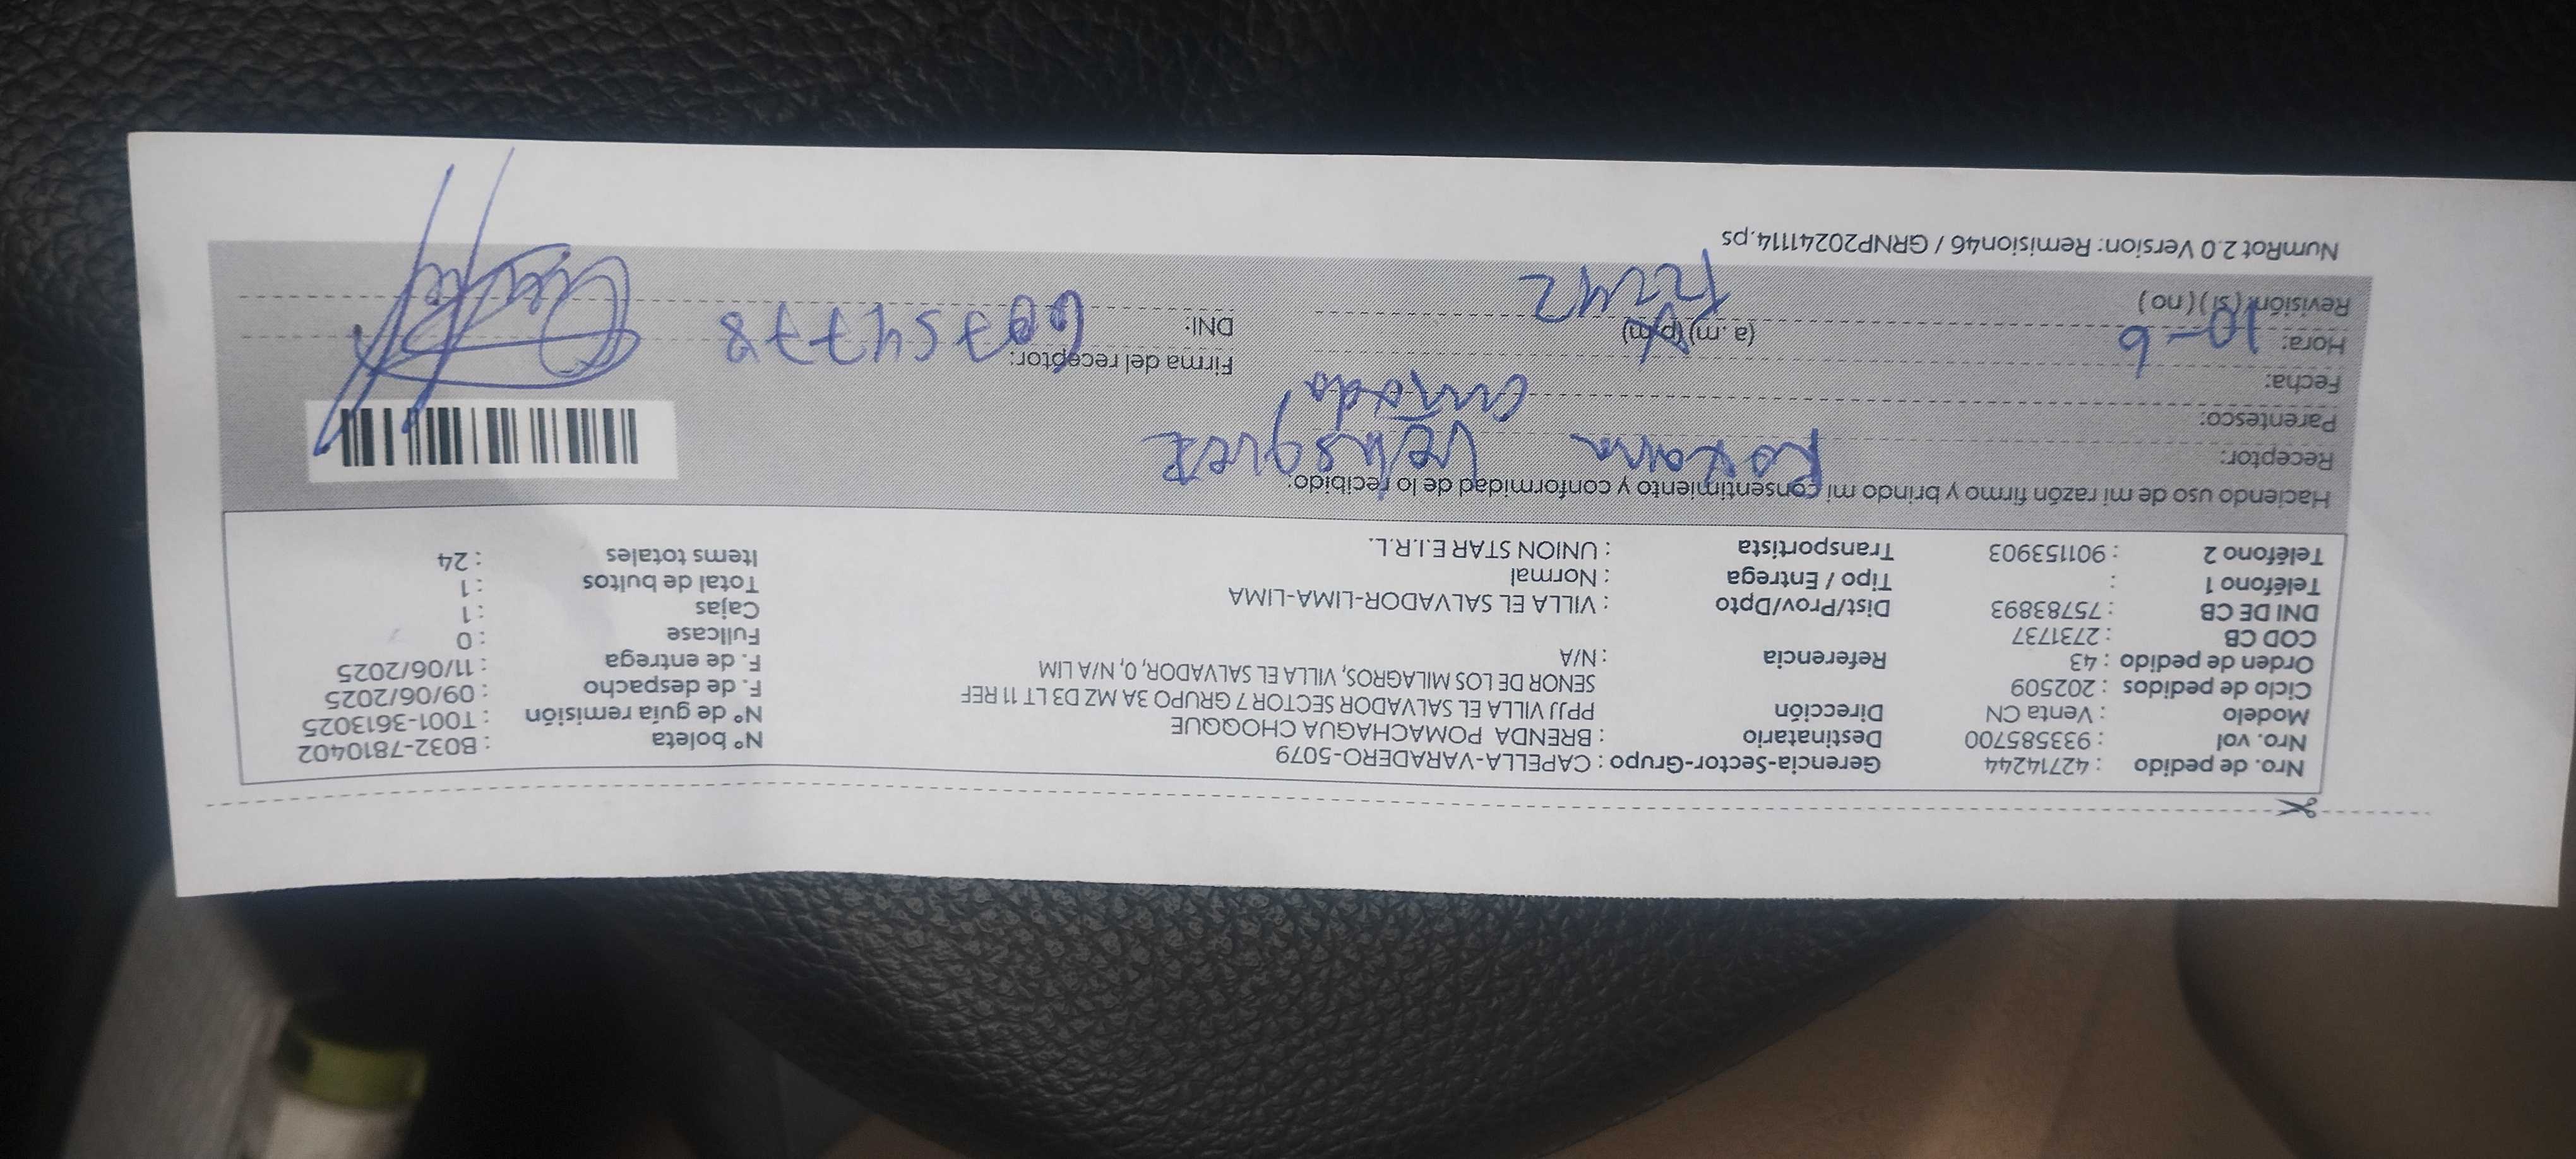 Nro. de pedido : 42714244 Gerencia-Sector-Grupo : CAPELLA-VARADERO-5079 Nº boleta : B032-7810402
Nro. vol : 933585700 Destinatario : BRENDA POMACHAGUA CHOQQUE Nº de guía remisión : T001-3613025
Modelo : Venta CN Dirección PPJJ VILLA EL SALVADOR SECTOR 7 GRUPO 3A MZ D3 LT 11 REF F. de despacho : 09/06/2025
Ciclo de pedidos : 202509 SENOR DE LOS MILAGROS, VILLA EL SALVADOR, 0, N/A LIM F. de entrega : 11/06/2025
Orden de pedido : 43 Referencia : N/A Fullcase : 0
COD CB : 2731737 Cajas : 1
DNI DE CB : 75783893 Dist/Prov/Dpto : VILLA EL SALVADOR-LIMA-LIMA Total de bultos : 1
Teléfono 1 : Tipo / Entrega : Normal Items totales : 24
Teléfono 2 : 901153903 Transportista : UNION STAR E.I.R.L.
Haciendo uso de mi razón firmo y brindo mi consentimiento y conformidad de lo recibido:
Receptor: Roxana
Parentesco: cuñada
Fecha: 10-6
Hora: (a. m) (p. m) 12:42
Revisión: (si) (no)
Firma del receptor:
DNI:
NumRot 2.0 Version: Remision46 / GRNP20241114.ps